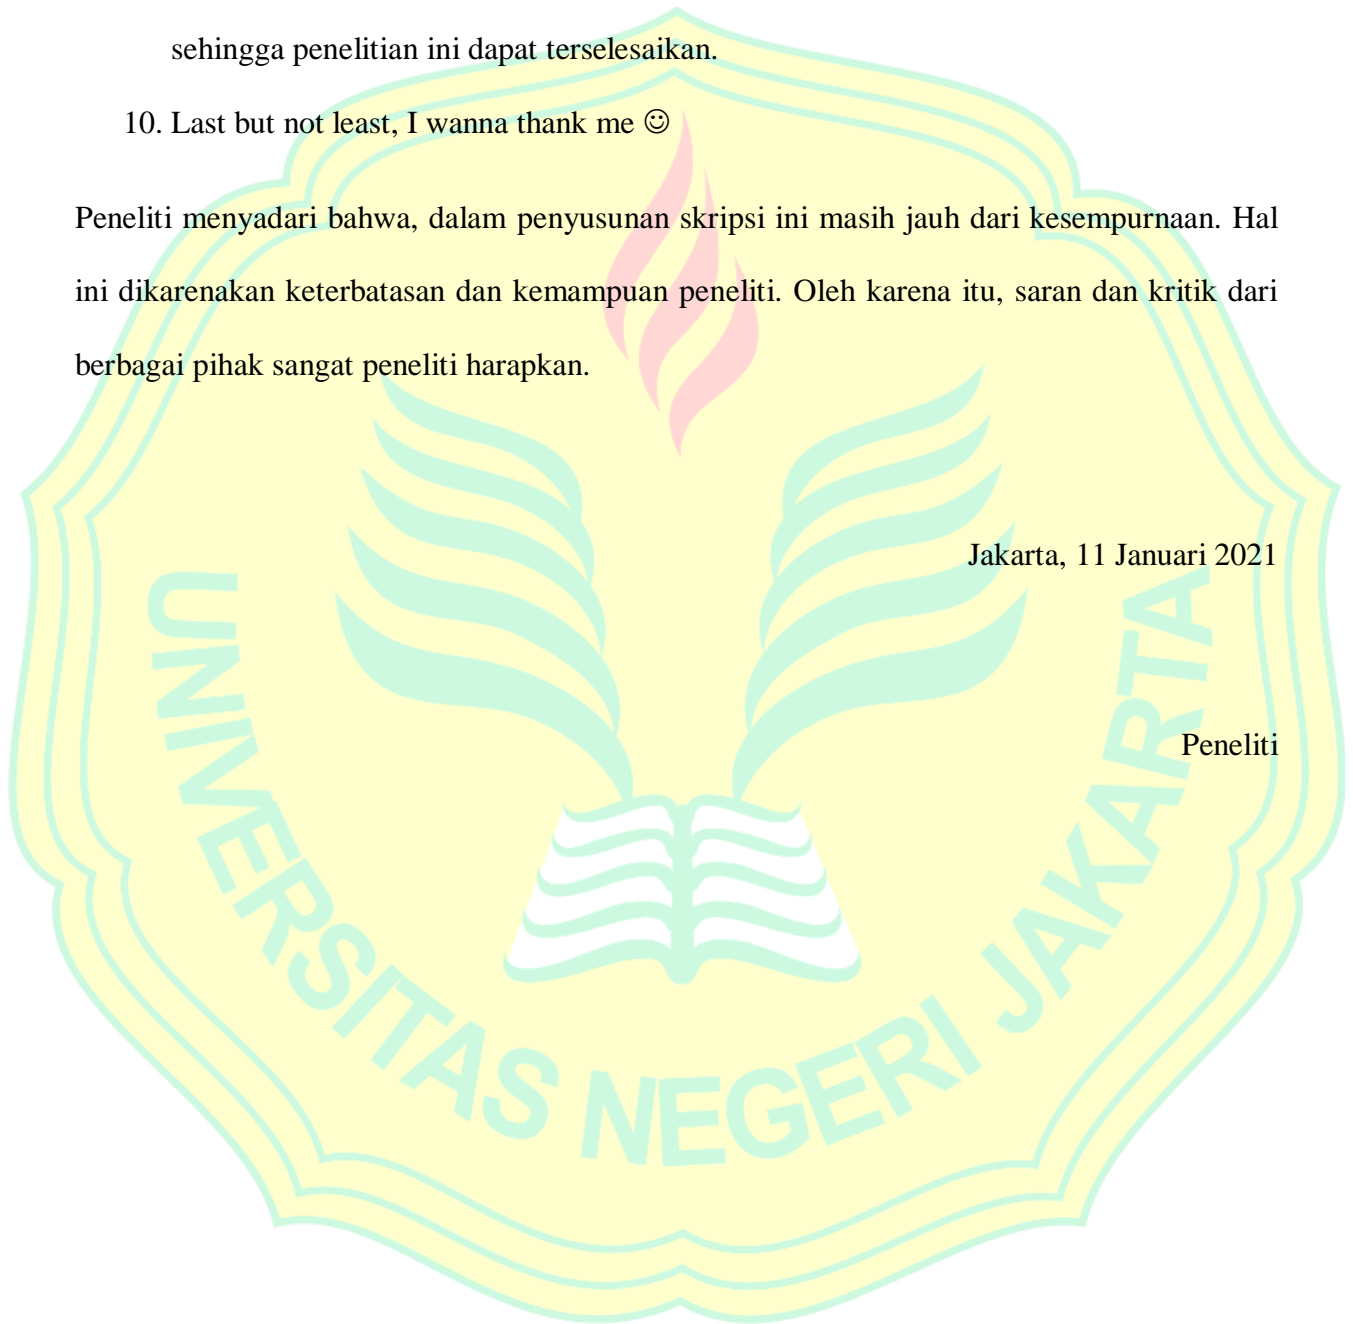 sehingga penelitian ini dapat terselesaikan.
10. Last but not least, I wanna thank me ☺
Peneliti menyadari bahwa, dalam penyusunan skripsi ini masih jauh dari kesempurnaan. Hal
ini dikarenakan keterbatasan dan kemampuan peneliti. Oleh karena itu, saran dan kritik dari
berbagai pihak sangat peneliti harapkan.
Jakarta, 11 Januari 2021
Peneliti
UNIVERSITAS NEGERI JAKARTA